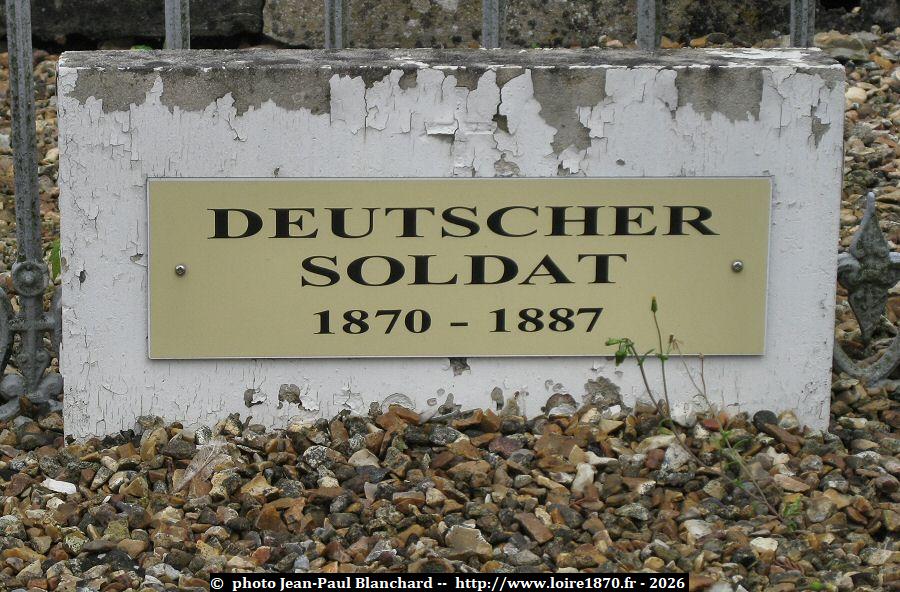 DEUTSCHER
SOLDAT
1870 - 1887
© photo Jean-Paul Blanchard -- http://www.loire1870.fr - 2026